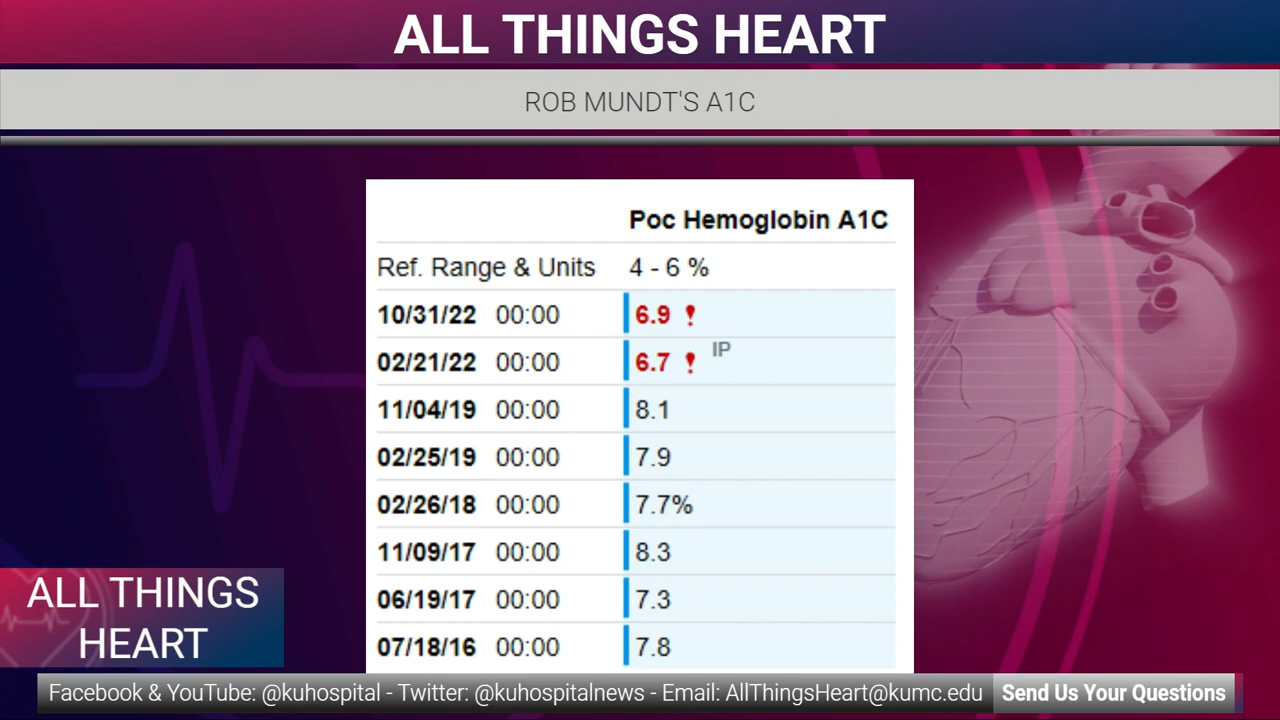 ALL THINGS HEART
ROB MUNDT'S A1C
Poc Hemoglobin A1C
Ref. Range & Units 4 - 6 %
10/31/22 00:00 6.9 !
02/21/22 00:00 6.7 ! IP
11/04/19 00:00 8.1
02/25/19 00:00 7.9
02/26/18 00:00 7.7%
11/09/17 00:00 8.3
06/19/17 00:00 7.3
07/18/16 00:00 7.8
ALL THINGS
HEART
Facebook & YouTube: @kuhospital - Twitter: @kuhospitalnews - Email: AllThingsHeart@kumc.edu Send Us Your Questions